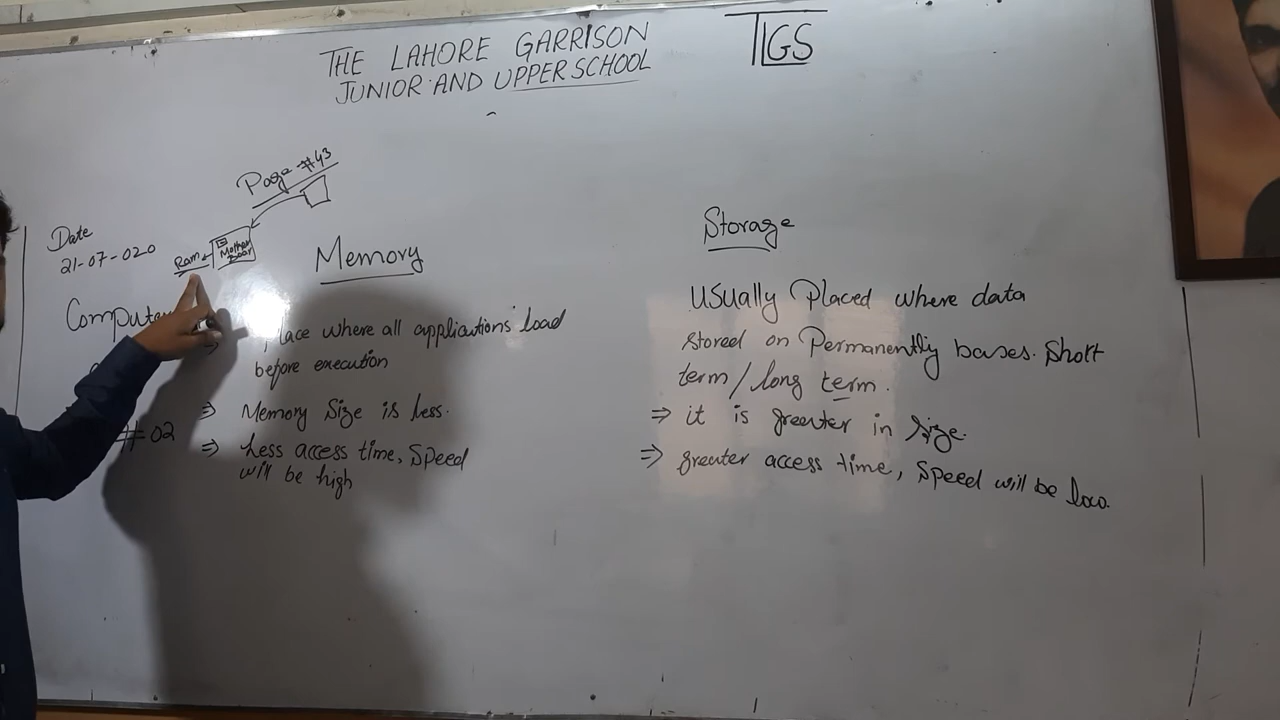 THE LAHORE GARRISON
JUNIOR AND UPPER SCHOOL
TLGS
Page #43
Date
21-07-020
Ram
Mother
Boar
Memory
Computer
lace where all applications load
before execution
⇒ Memory Size is less.
#02
⇒ Less access time, Speed
will be high
Storage
Usually Placed where data
Stored on Permanently bases. Short
term/long term.
⇒ it is greater in Size.
⇒ greater access time, Speed will be low.